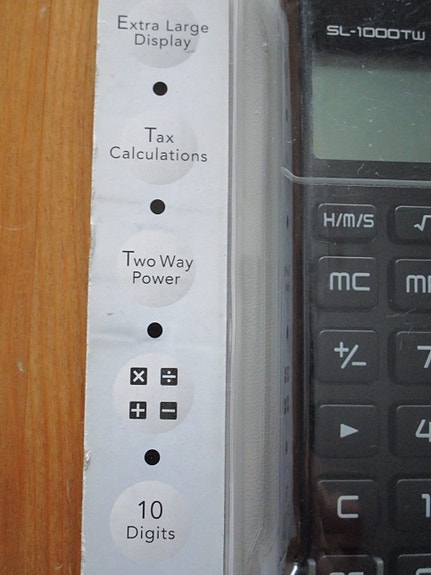 Extra Large
Display
Tax
Calculations
Two Way
Power
× ÷
+ −
10
Digits
SL-1000TW
H/M/S √
MC
+/− 7
▶ 4
C 1